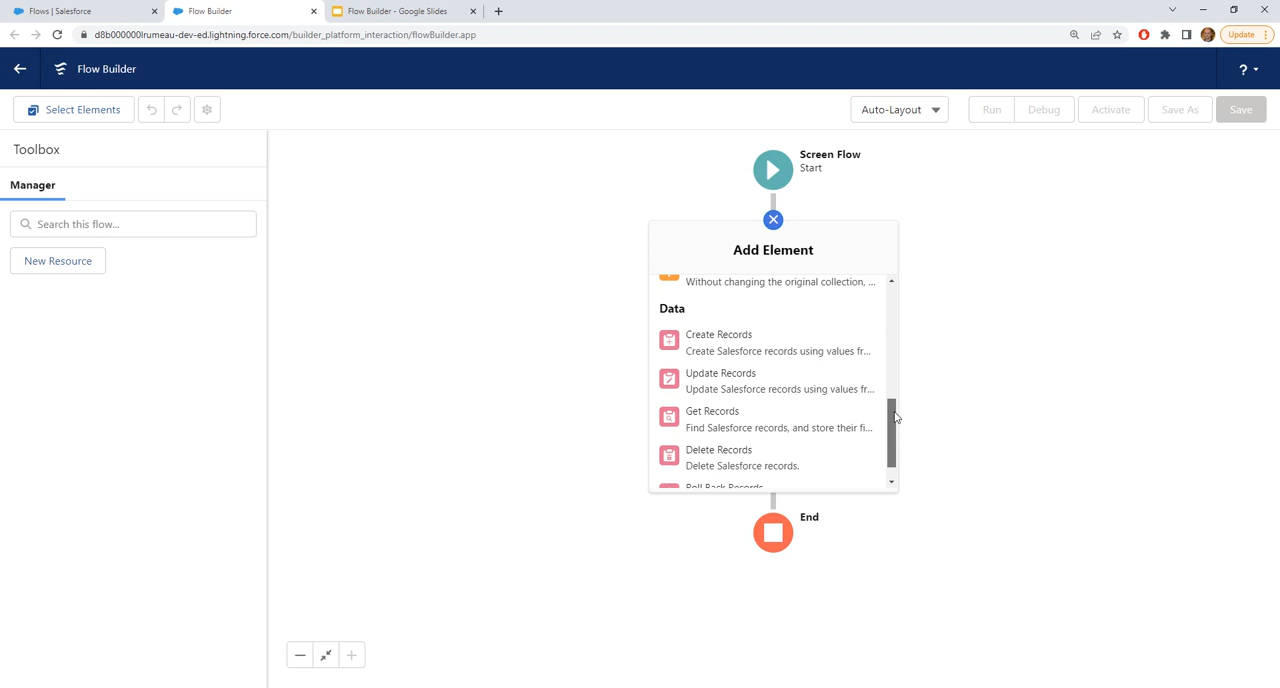 Flows | Salesforce
Flow Builder
Flow Builder - Google Slides
d8b000000lrumeau-dev-ed.lightning.force.com/builder_platform_interaction/flowBuilder.app
Update
Flow Builder
?
Select Elements
Auto-Layout
Run
Debug
Activate
Save As
Save
Toolbox
Manager
Search this flow...
New Resource
Screen Flow
Start
Add Element
Without changing the original collection, ...
Data
Create Records
Create Salesforce records using values fr...
Update Records
Update Salesforce records using values fr...
Get Records
Find Salesforce records, and store their fi...
Delete Records
Delete Salesforce records.
Roll Back Records
End